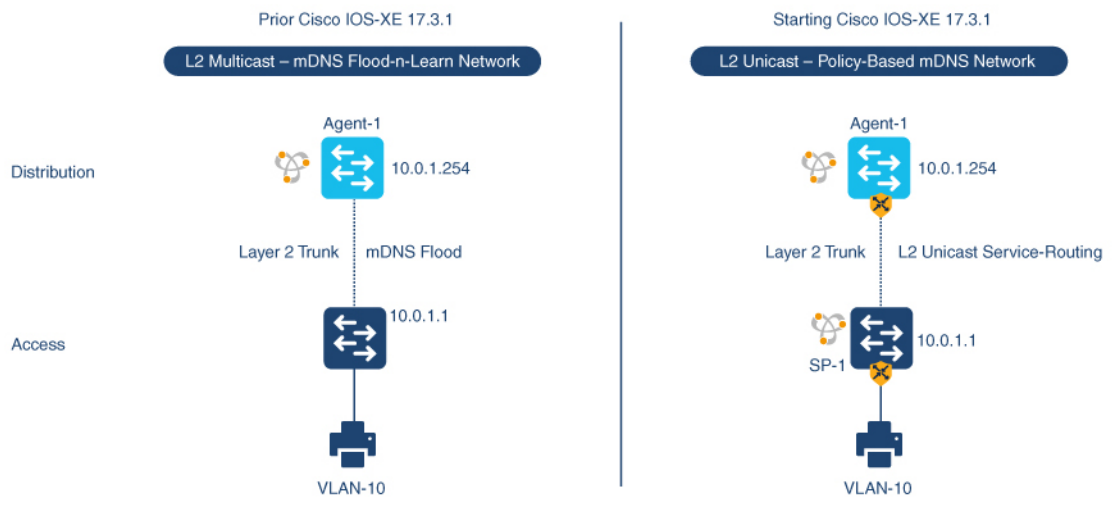 Prior Cisco IOS-XE 17.3.1
Starting Cisco IOS-XE 17.3.1
L2 Multicast – mDNS Flood-n-Learn Network
L2 Unicast – Policy-Based mDNS Network
Agent-1
Agent-1
Distribution
10.0.1.254
10.0.1.254
Layer 2 Trunk
mDNS Flood
Layer 2 Trunk
L2 Unicast Service-Routing
10.0.1.1
Access
10.0.1.1
SP-1
VLAN-10
VLAN-10